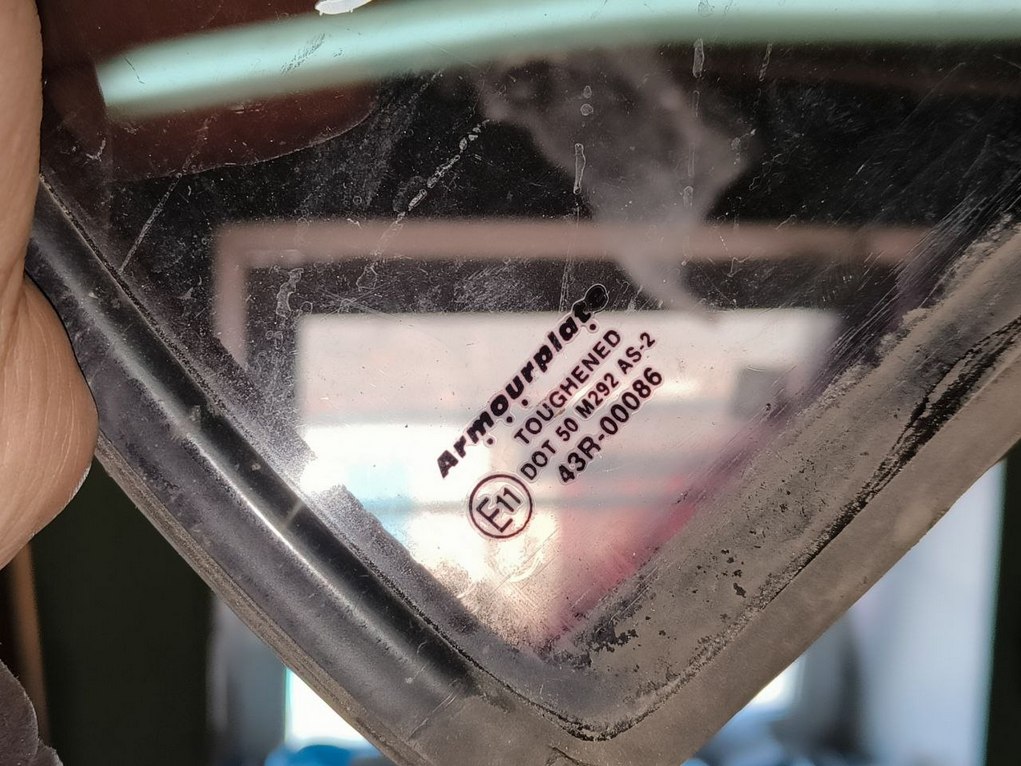 Armourplate
TOUGHENED
DOT 50 M292 AS-2
43R-00086
E11